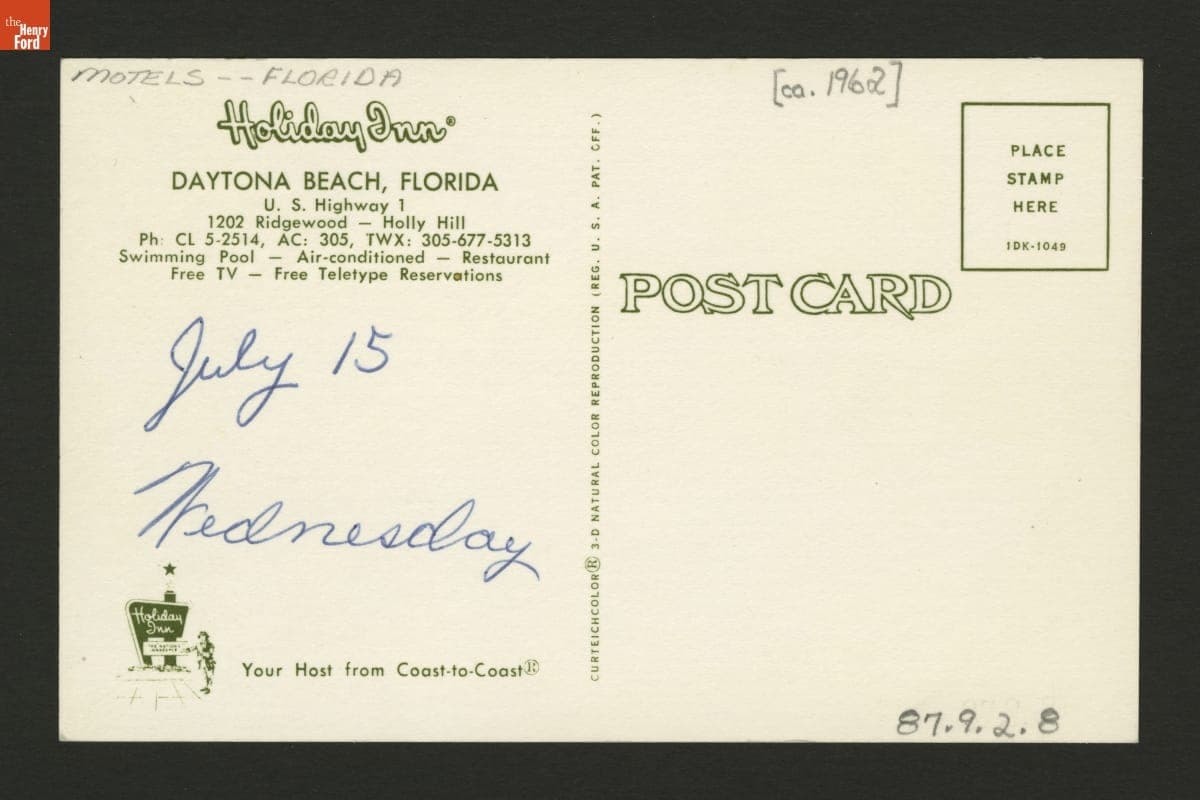 the
Henry
Ford
MOTELS -- FLORIDA
[ca. 1962]
Holiday Inn®
DAYTONA BEACH, FLORIDA
U. S. Highway 1
1202 Ridgewood — Holly Hill
Ph: CL 5-2514, AC: 305, TWX: 305-677-5313
Swimming Pool — Air-conditioned — Restaurant
Free TV — Free Teletype Reservations
July 15
Wednesday
Holiday
Inn
Your Host from Coast-to-Coast®
CURTEICHCOLOR® 3-D NATURAL COLOR REPRODUCTION (REG. U. S. A. PAT. OFF.)
POST CARD
PLACE
STAMP
HERE
1DK-1049
87.9.2.8